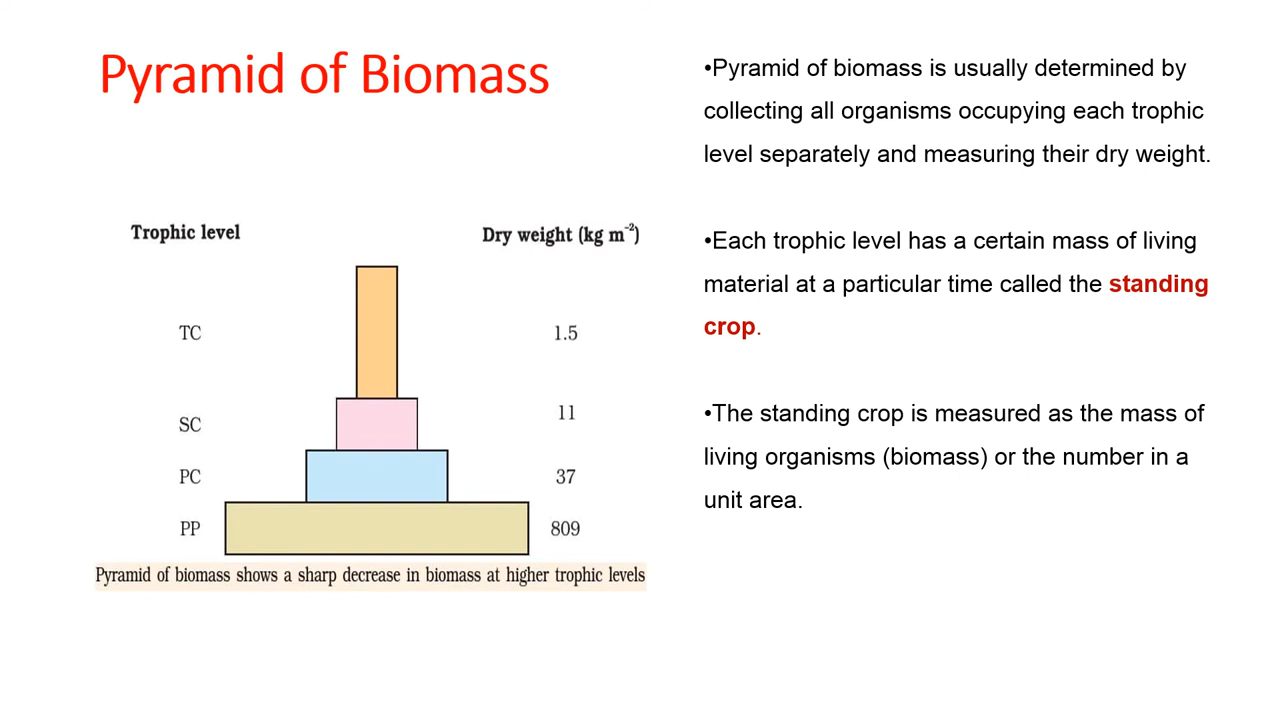 Pyramid of Biomass
Trophic level
Dry weight (kg m⁻²)
TC
1.5
SC
11
PC
37
PP
809
Pyramid of biomass shows a sharp decrease in biomass at higher trophic levels
•Pyramid of biomass is usually determined by
collecting all organisms occupying each trophic
level separately and measuring their dry weight.
•Each trophic level has a certain mass of living
material at a particular time called the standing
crop.
•The standing crop is measured as the mass of
living organisms (biomass) or the number in a
unit area.